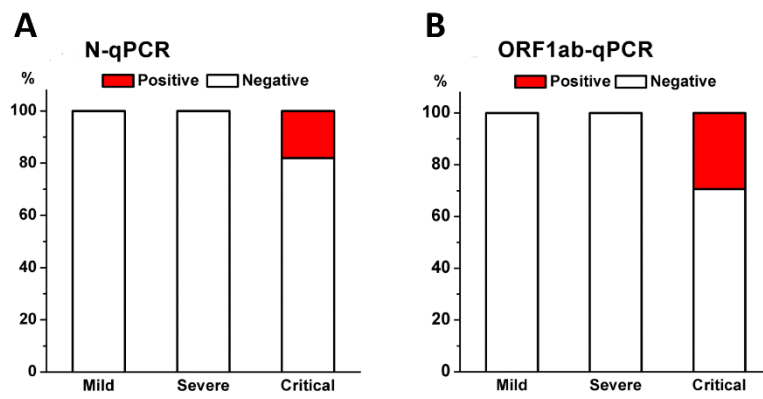 A
N-qPCR
% Positive Negative
100
80
60
40
20
0
Mild Severe Critical
B
ORF1ab-qPCR
% Positive Negative
100
80
60
40
20
0
Mild Severe Critical